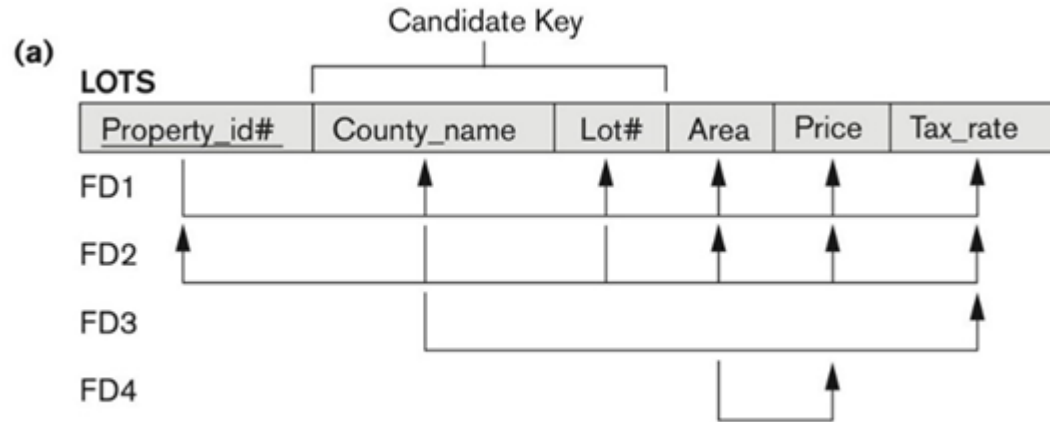 Candidate Key
(a)
LOTS
Property_id# County_name Lot# Area Price Tax_rate
FD1
FD2
FD3
FD4